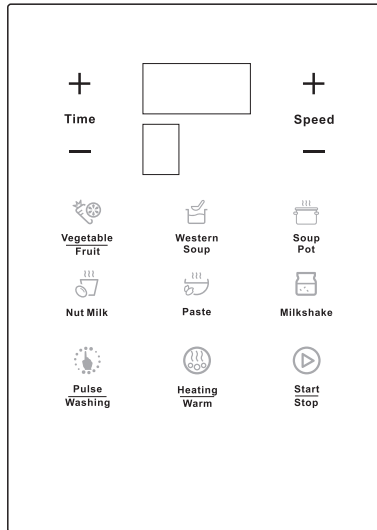 + +
Time Speed
− −
Vegetable Western Soup
Fruit Soup Pot
Nut Milk Paste Milkshake
Pulse Heating Start
Washing Warm Stop